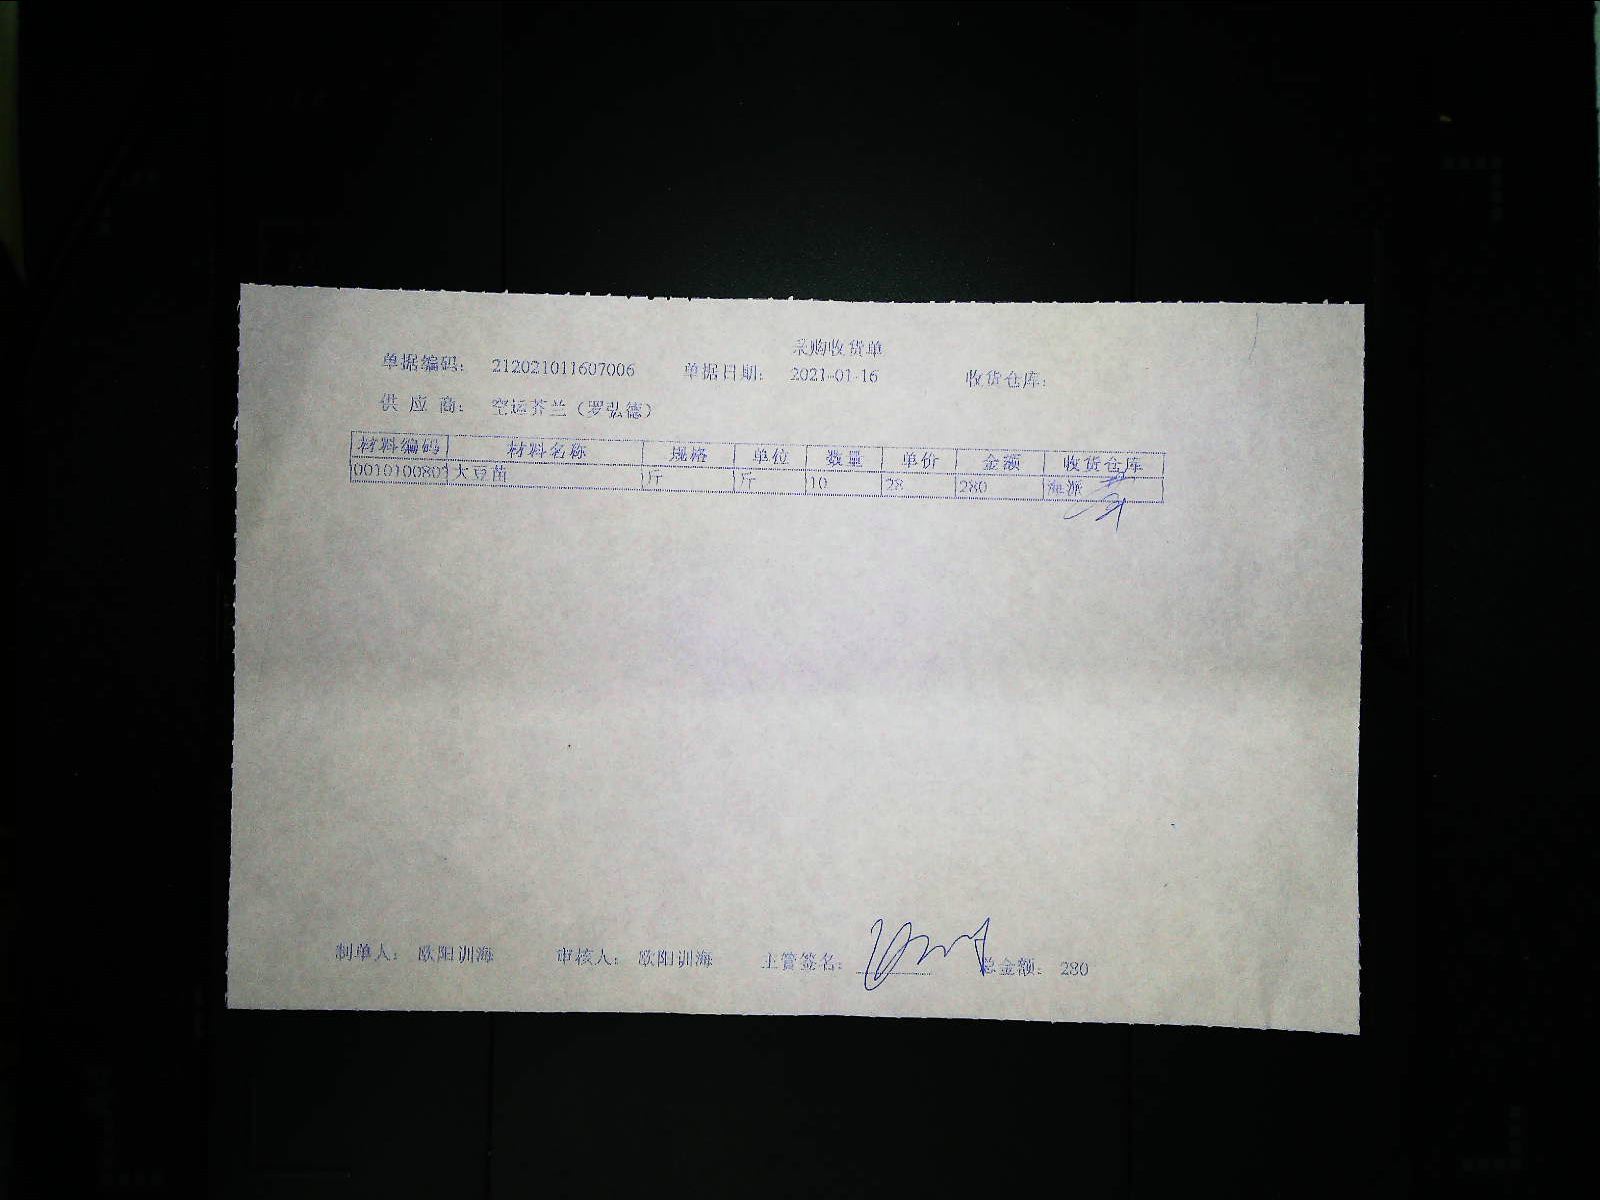 采购收货单
单据编码： 212021011607006 单据日期： 2021-01-16 收货仓库：
供 应 商： 空运芥兰（罗弘德）
材料编码 材料名称 规格 单位 数量 单价 金额 收货仓库
大豆苗 斤 斤 10 28 280 海派
制单人： 欧阳训海 审核人： 欧阳训海 主管签名： 总金额： 280